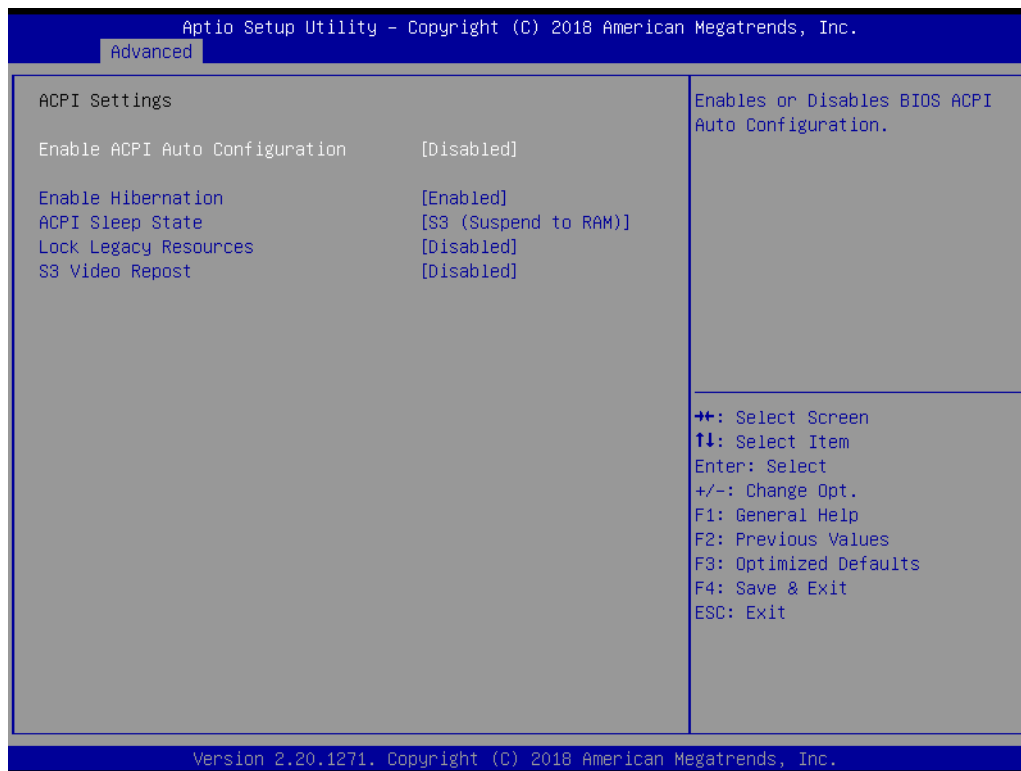 Aptio Setup Utility – Copyright (C) 2018 American Megatrends, Inc.
Advanced
ACPI Settings
Enable ACPI Auto Configuration [Disabled]
Enable Hibernation [Enabled]
ACPI Sleep State [S3 (Suspend to RAM)]
Lock Legacy Resources [Disabled]
S3 Video Repost [Disabled]
Enables or Disables BIOS ACPI
Auto Configuration.
→←: Select Screen
↑↓: Select Item
Enter: Select
+/-: Change Opt.
F1: General Help
F2: Previous Values
F3: Optimized Defaults
F4: Save & Exit
ESC: Exit
Version 2.20.1271. Copyright (C) 2018 American Megatrends, Inc.